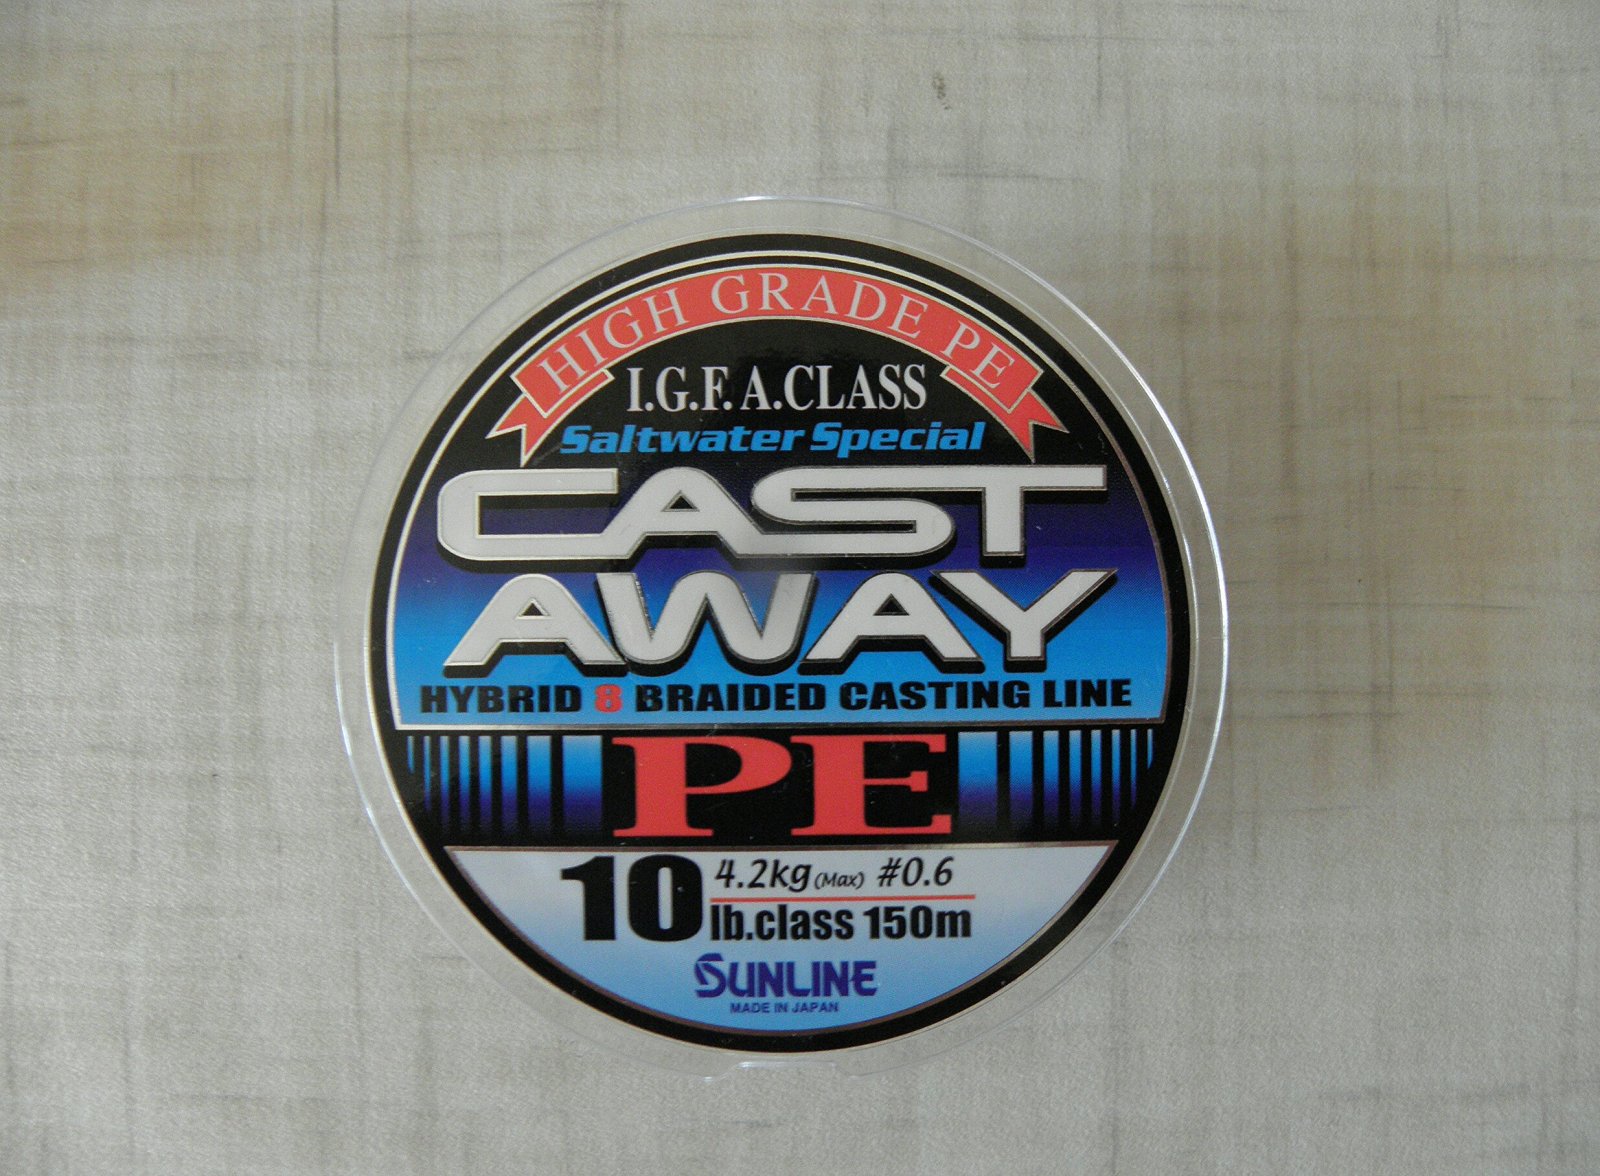 HIGH GRADE PE
I.G.F.A.CLASS
Saltwater Special
CAST
AWAY
HYBRID 8 BRAIDED CASTING LINE
PE
10 4.2kg (Max) #0.6
lb.class 150m
SUNLINE
MADE IN JAPAN